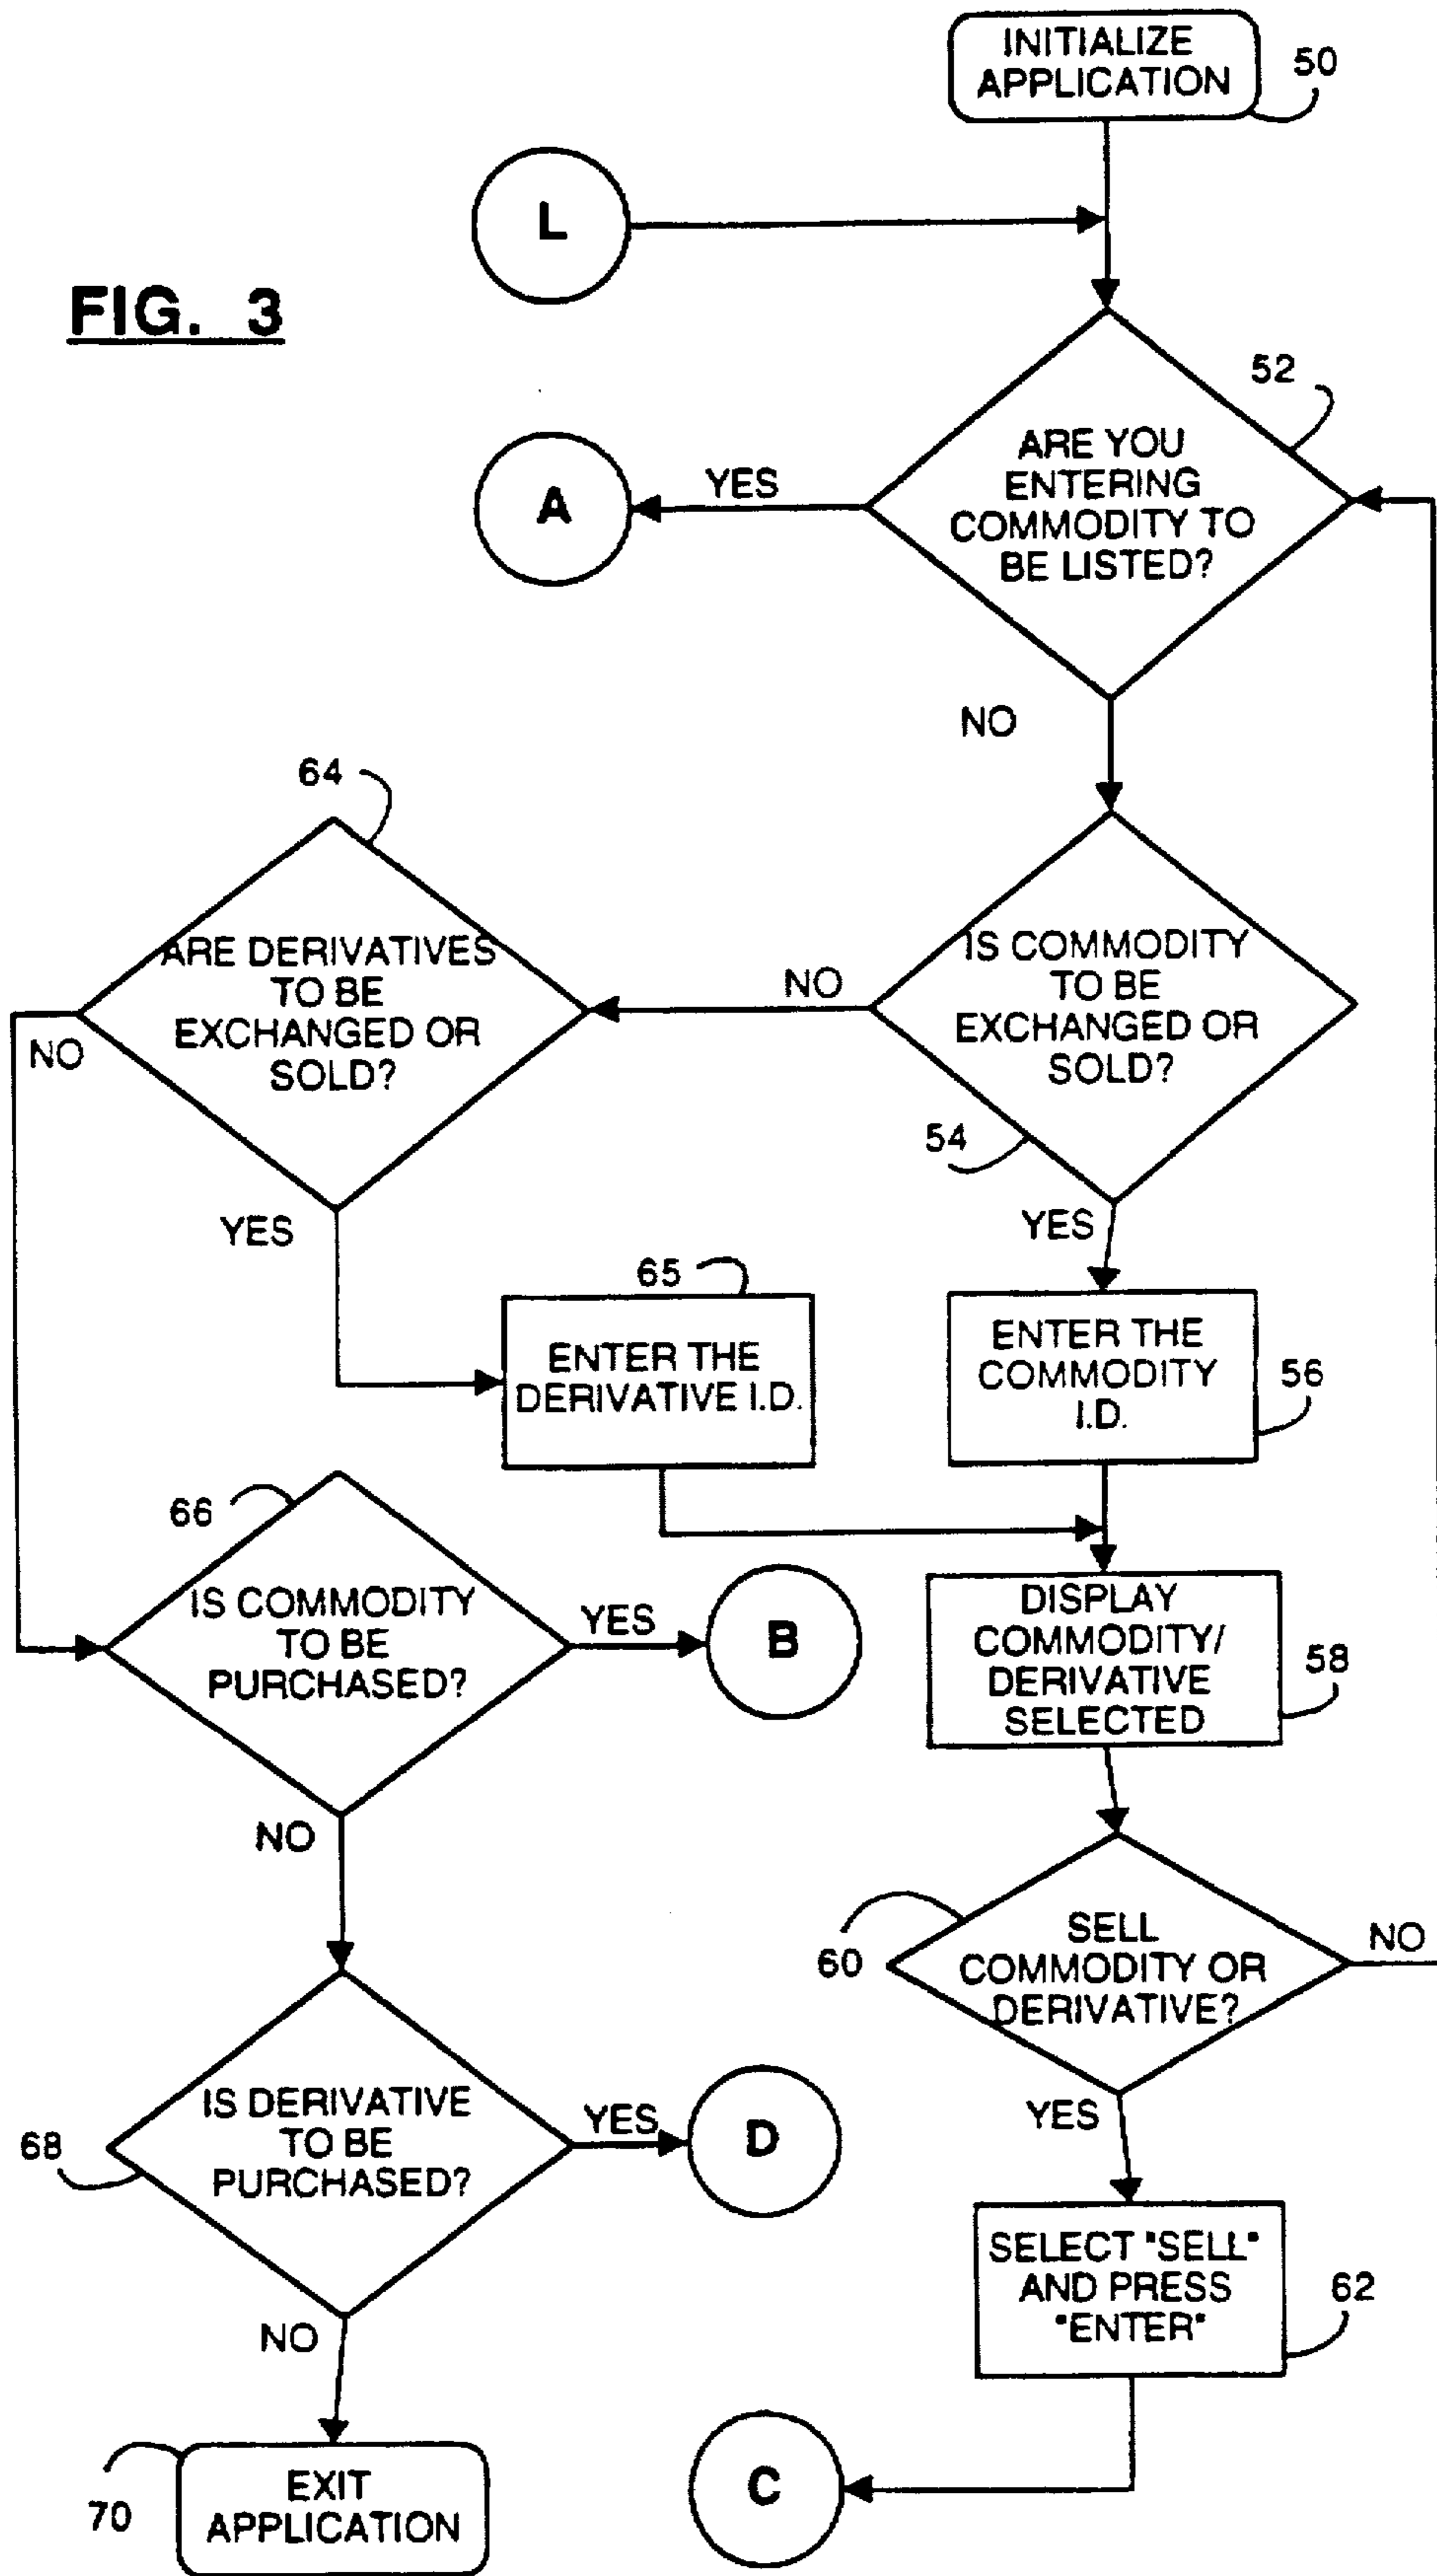 INITIALIZE
APPLICATION
50
L
FIG. 3
52
ARE YOU
ENTERING
COMMODITY TO
BE LISTED?
YES
A
NO
64
ARE DERIVATIVES
TO BE
EXCHANGED OR
SOLD?
NO
NO
IS COMMODITY
TO BE
EXCHANGED OR
SOLD?
54
YES
YES
65
ENTER THE
DERIVATIVE I.D.
ENTER THE
COMMODITY
I.D.
56
66
IS COMMODITY
TO BE
PURCHASED?
YES
B
DISPLAY
COMMODITY/
DERIVATIVE
SELECTED
58
NO
60
SELL
COMMODITY OR
DERIVATIVE?
NO
YES
68
IS DERIVATIVE
TO BE
PURCHASED?
YES
D
SELECT "SELL"
AND PRESS
"ENTER"
62
NO
70
EXIT
APPLICATION
C